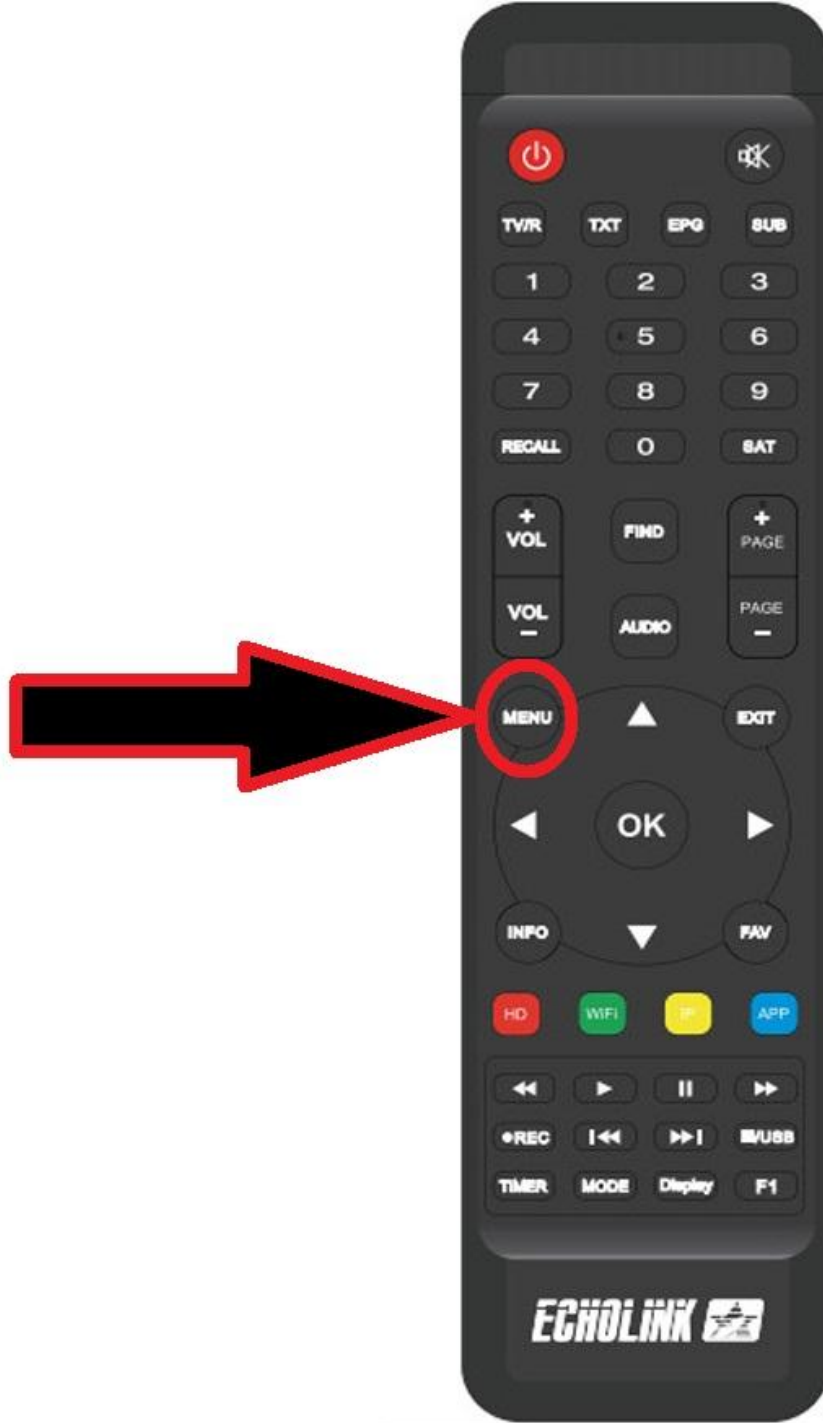 TV/R TXT EPG SUB
1 2 3
4 5 6
7 8 9
RECALL 0 SAT
+ FIND +
VOL PAGE
VOL AUDIO PAGE
- -
MENU EXIT
OK
INFO FAV
HD WiFi IP APP
REC /USB
TIMER MODE Display F1
ECHOLINK